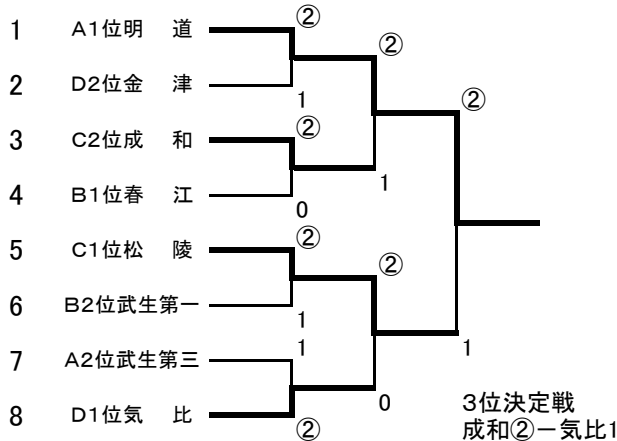 ②
1 A1位明 道 ②
②
2 D2位金 津 1
②
3 C2位成 和
1
4 B1位春 江 0
②
5 C1位松 陵 ②
6 B2位武生第一 1
1
7 A2位武生第三 1
0 3位決定戦
8 D1位気 比 ② 成和②－気比1